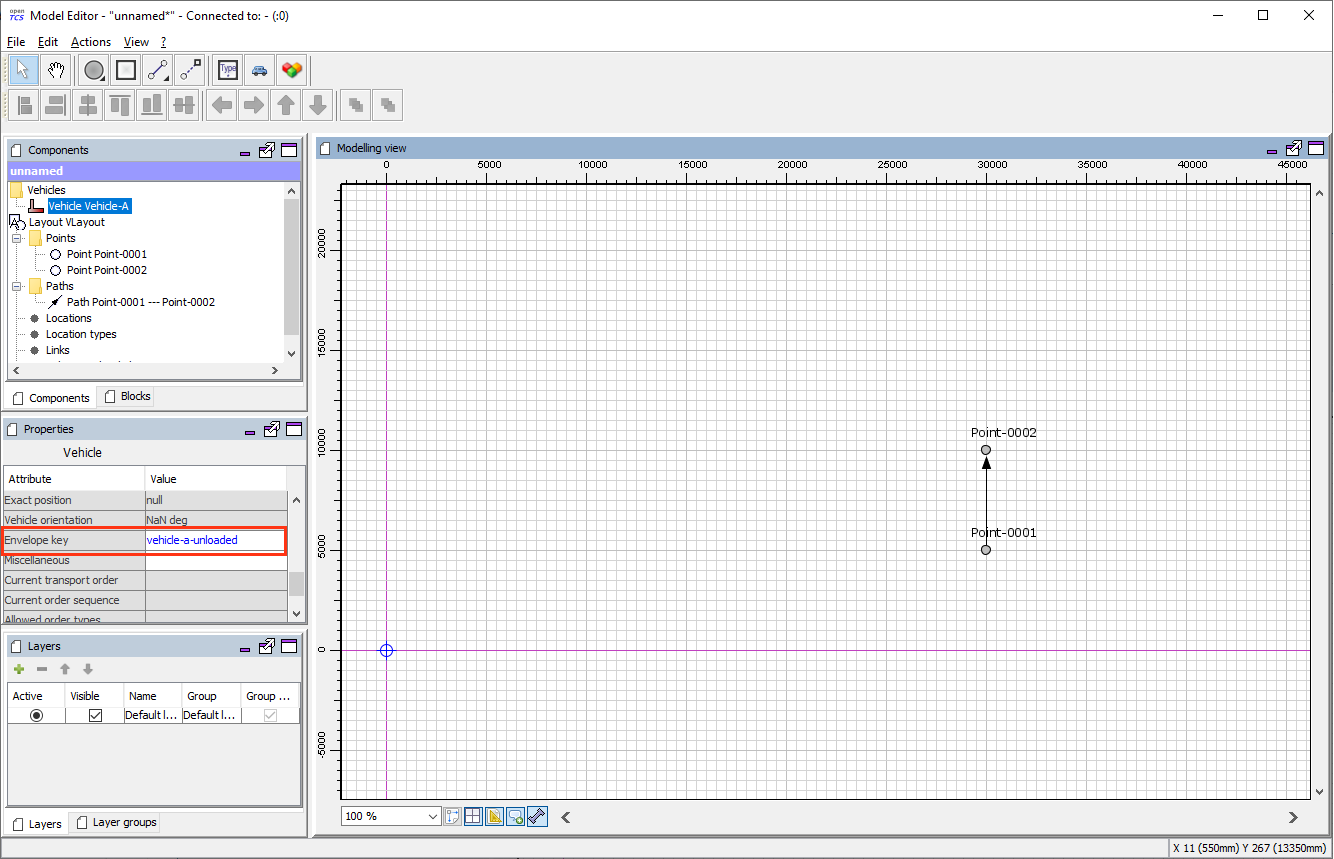 open TCS Model Editor - "unnamed*" - Connected to: - (:0)
File Edit Actions View ?
Type
Components
unnamed
Vehicles
Vehicle Vehicle-A
Layout VLayout
Points
Point Point-0001
Point Point-0002
Paths
Path Point-0001 --- Point-0002
Locations
Location types
Links
Components Blocks
Properties
Vehicle
Attribute Value
Exact position null
Vehicle orientation NaN deg
Envelope key vehicle-a-unloaded
Miscellaneous
Current transport order
Current order sequence
Allowed order types
Layers
Active Visible Name Group Group ...
Default l... Default l...
Layers Layer groups
Modelling view
0 5000 10000 15000 20000 25000 30000 35000 40000 45000
20000
15000
10000
5000
0
-5000
Point-0002
Point-0001
100 %
X 11 (550mm) Y 267 (13350mm)